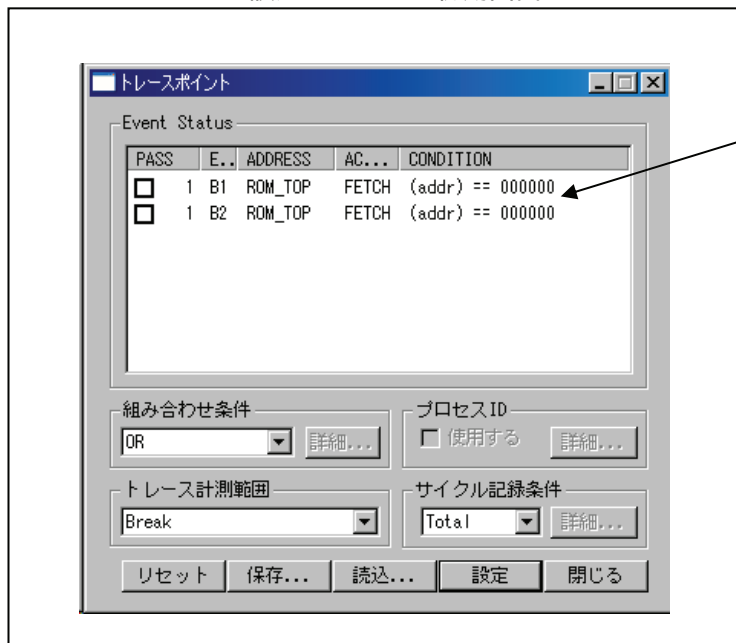 トレースポイント
Event Status
PASS E.. ADDRESS AC... CONDITION
1 B1 ROM_TOP FETCH (addr) == 000000
1 B2 ROM_TOP FETCH (addr) == 000000
組み合わせ条件
OR 詳細...
プロセスID
使用する 詳細...
トレース計測範囲
Break
サイクル記録条件
Total 詳細...
リセット 保存... 読込... 設定 閉じる